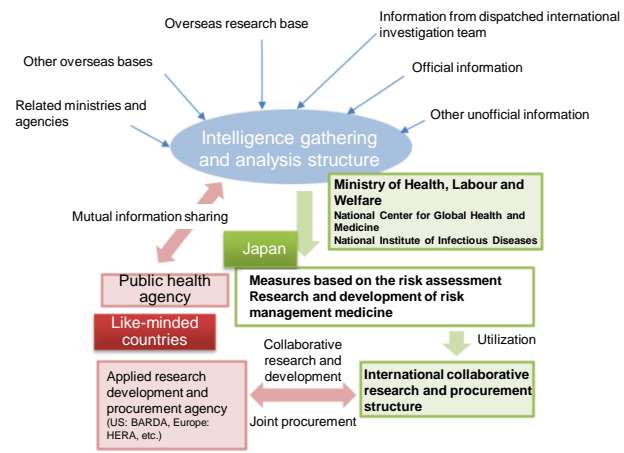 Overseas research base
Information from dispatched international
investigation team
Other overseas bases
Official information
Related ministries and
agencies
Other unofficial information
Intelligence gathering
and analysis structure
Ministry of Health, Labour and
Welfare
National Center for Global Health and
Medicine
National Institute of Infectious Diseases
Mutual information sharing
Japan
Public health
agency
Measures based on the risk assessment
Research and development of risk
management medicine
Like-minded
countries
Collaborative
research and
development
Utilization
Applied research
development and
procurement agency
(US: BARDA, Europe:
HERA, etc.)
Joint procurement
International collaborative
research and procurement
structure